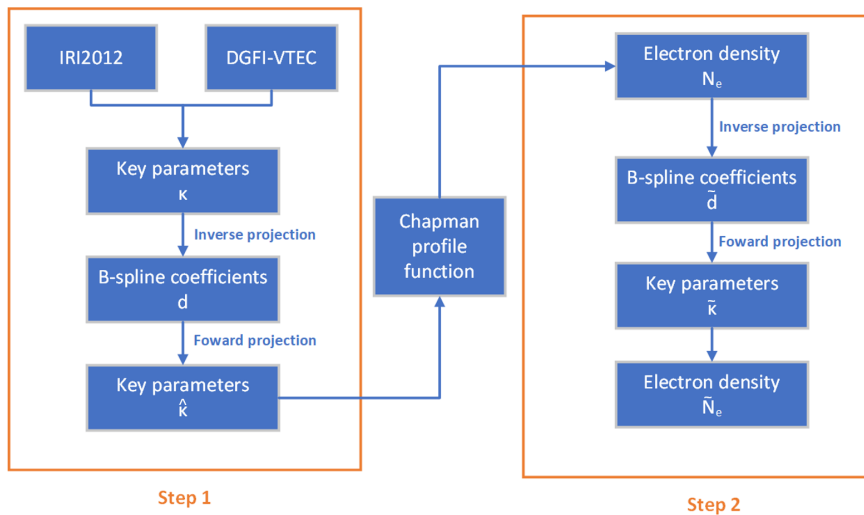 IRI2012
DGFI-VTEC
Key parameters
κ
Inverse projection
B-spline coefficients
d
Foward projection
Key parameters
κ̂
Step 1
Chapman
profile
function
Electron density
Nₑ
Inverse projection
B-spline coefficients
d̃
Foward projection
Key parameters
κ̃
Electron density
Ñₑ
Step 2